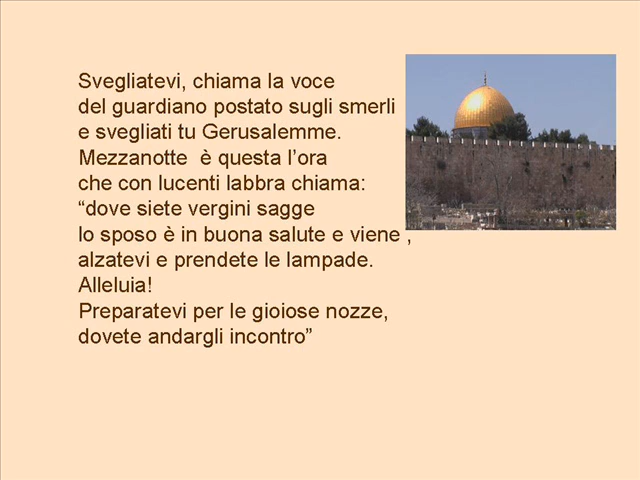 Svegliatevi, chiama la voce
del guardiano postato sugli smerli
e svegliati tu Gerusalemme.
Mezzanotte  è questa l’ora
che con lucenti labbra chiama:
“dove siete vergini sagge
lo sposo è in buona salute e viene ,
alzatevi e prendete le lampade.
Alleluia!
Preparatevi per le gioiose nozze,
dovete andargli incontro”